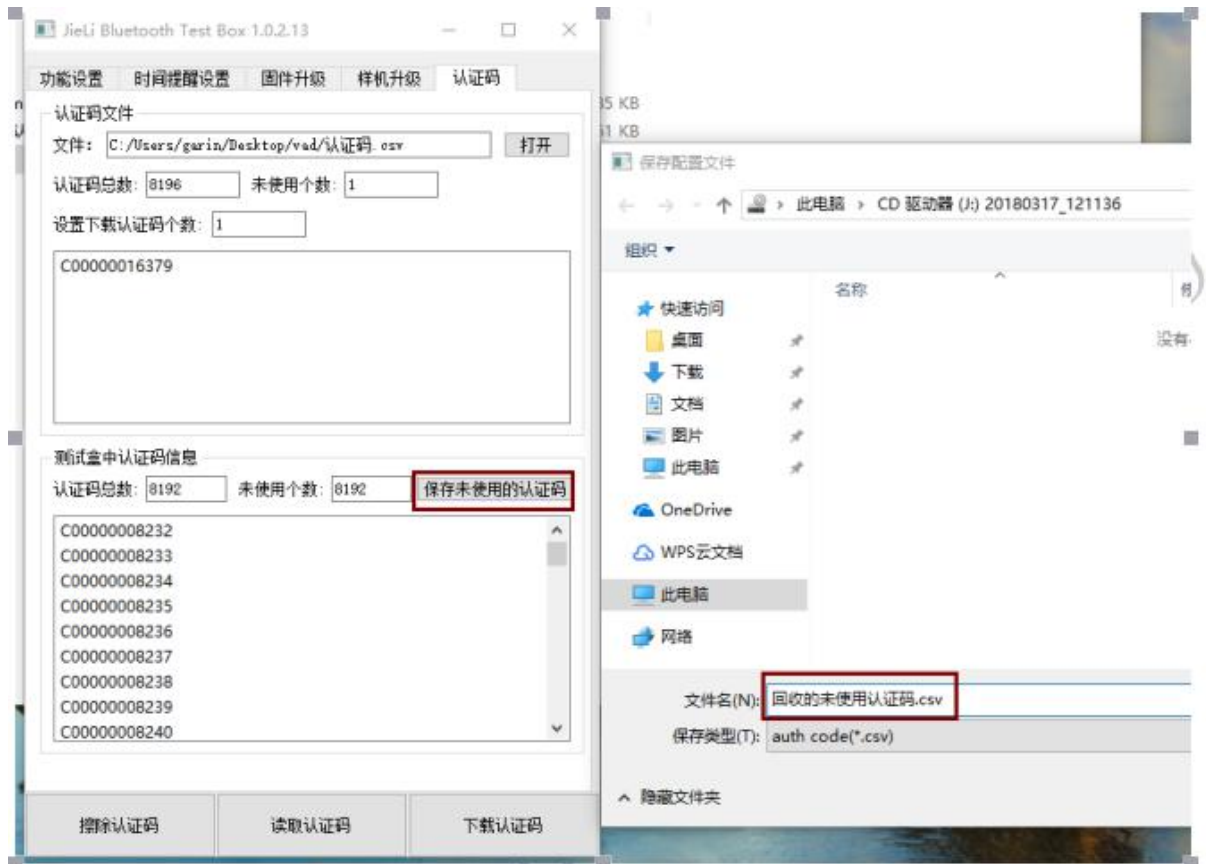 JieLi Bluetooth Test Box 1.0.2.13
功能设置 时间提醒设置 固件升级 样机升级 认证码
认证码文件
文件: C:/Users/garin/Desktop/vad/认证码.csv 打开
认证码总数: 8196 未使用个数: 1
设置下载认证码个数: 1
C00000016379
测试盒中认证码信息
认证码总数: 8192 未使用个数: 8192 保存未使用的认证码
C00000008232
C00000008233
C00000008234
C00000008235
C00000008236
C00000008237
C00000008238
C00000008239
C00000008240
擦除认证码 读取认证码 下载认证码
KB
KB
保存配置文件
此电脑 › CD 驱动器 (J:) 20180317_121136
组织
名称
没有
快速访问
桌面
下载
文档
图片
此电脑
OneDrive
WPS云文档
此电脑
网络
文件名(N): 回收的未使用认证码.csv
保存类型(T): auth code(*.csv)
隐藏文件夹